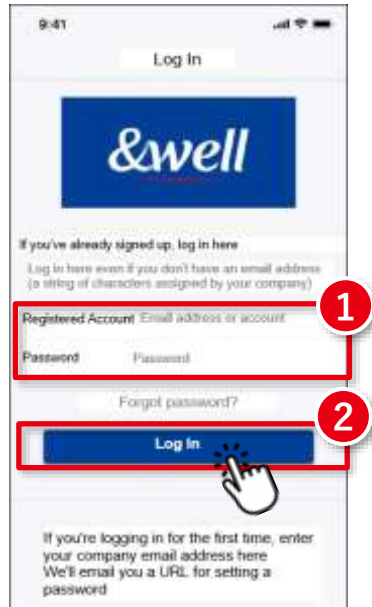 9:41
Log In
&well
If you've already signed up, log in here
Log in here even if you don't have an email address
(a string of characters assigned by your company)
1
Registered Account Email address or account
Password Password
Forgot password?
2
Log In
If you're logging in for the first time, enter
your company email address here
We'll email you a URL for setting a
password